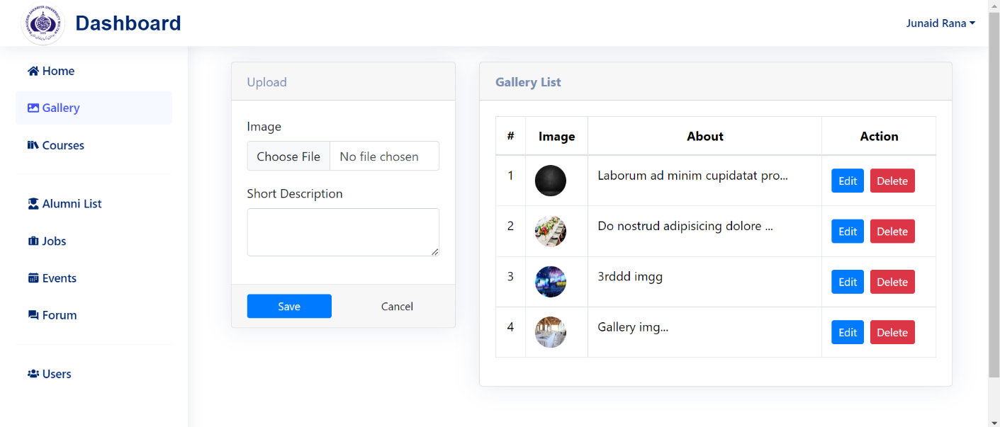 Dashboard
Junaid Rana
Home
Gallery
Courses
Alumni List
Jobs
Events
Forum
Users
Upload
Image
Choose File No file chosen
Short Description
Save Cancel
Gallery List
# Image About Action
1 Laborum ad minim cupidatat pro... Edit Delete
2 Do nostrud adipisicing dolore ... Edit Delete
3 3rddd imgg Edit Delete
4 Gallery img... Edit Delete